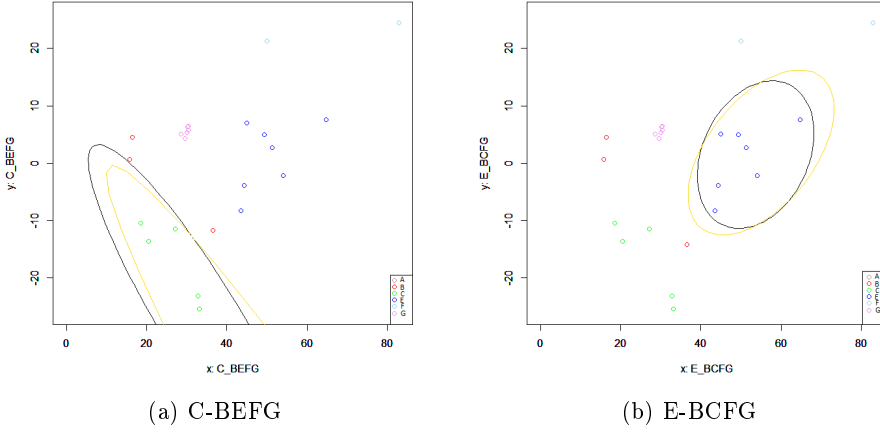 20
10
0
-10
-20
y: C_BEFG
0 20 40 60 80
x: C_BEFG
A
B
C
E
F
G
(a) C-BEFG
20
10
0
-10
-20
y: E_BCFG
0 20 40 60 80
x: E_BCFG
A
B
C
E
F
G
(b) E-BCFG